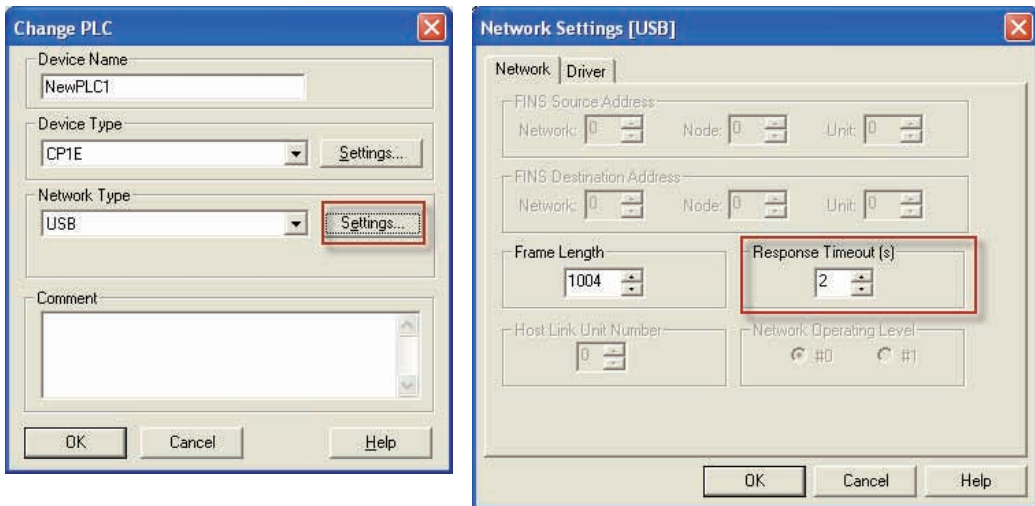 Change PLC
Device Name
NewPLC1
Device Type
CP1E
Settings...
Network Type
USB
Settings...
Comment
OK Cancel Help
Network Settings [USB]
Network Driver
FINS Source Address
Network: 0 Node: 0 Unit: 0
FINS Destination Address
Network: 0 Node: 0 Unit: 0
Frame Length
1004
Response Timeout (s)
2
Host Link Unit Number
0
Network Operating Level
#0 #1
OK Cancel Help